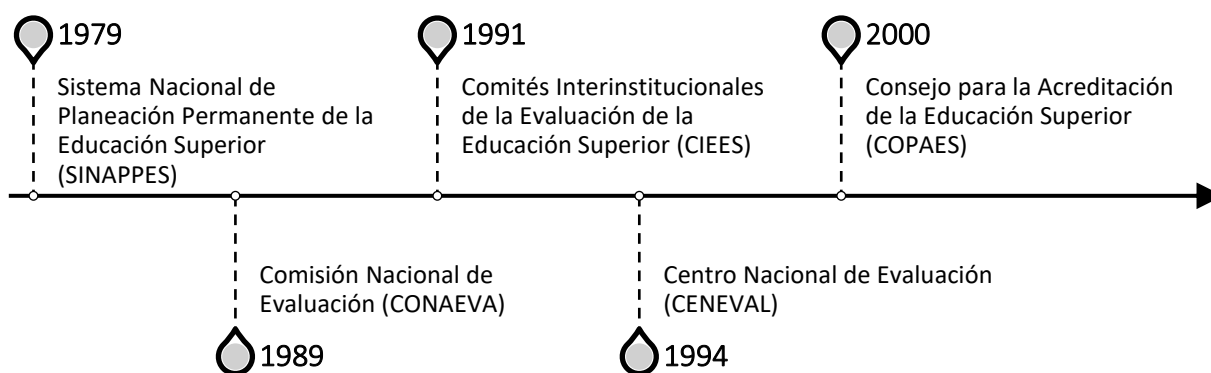 1979
Sistema Nacional de
Planeación Permanente de la
Educación Superior
(SINAPPES)
1991
Comités Interinstitucionales
de la Evaluación de la
Educación Superior (CIEES)
2000
Consejo para la Acreditación
de la Educación Superior
(COPAES)
Comisión Nacional de
Evaluación (CONAEVA)
1989
Centro Nacional de Evaluación
(CENEVAL)
1994